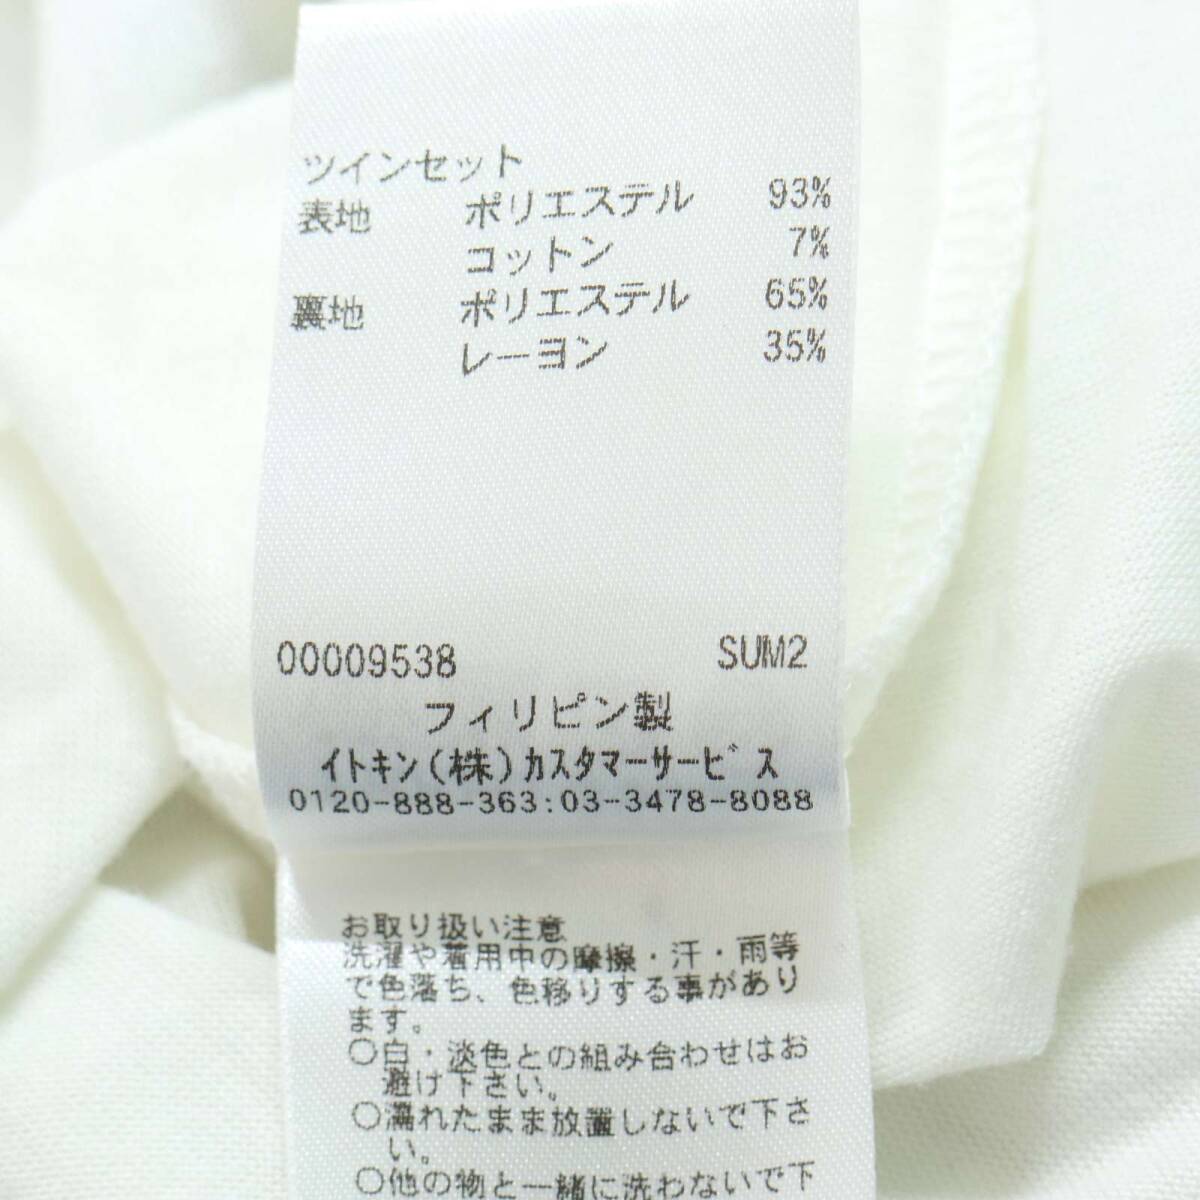 ツインセット
表地 ポリエステル 93%
コットン 7%
裏地 ポリエステル 65%
レーヨン 35%
00009538 SUM2
フィリピン製
イトキン(株)カスタマーサービス
0120-888-363:03-3478-8088
お取り扱い注意
洗濯や着用中の摩擦・汗・雨等
で色落ち、色移りする事があり
ます。
○白・淡色との組み合わせはお
避け下さい。
○濡れたまま放置しないで下さ
い。
○他の物と一緒に洗わないで下